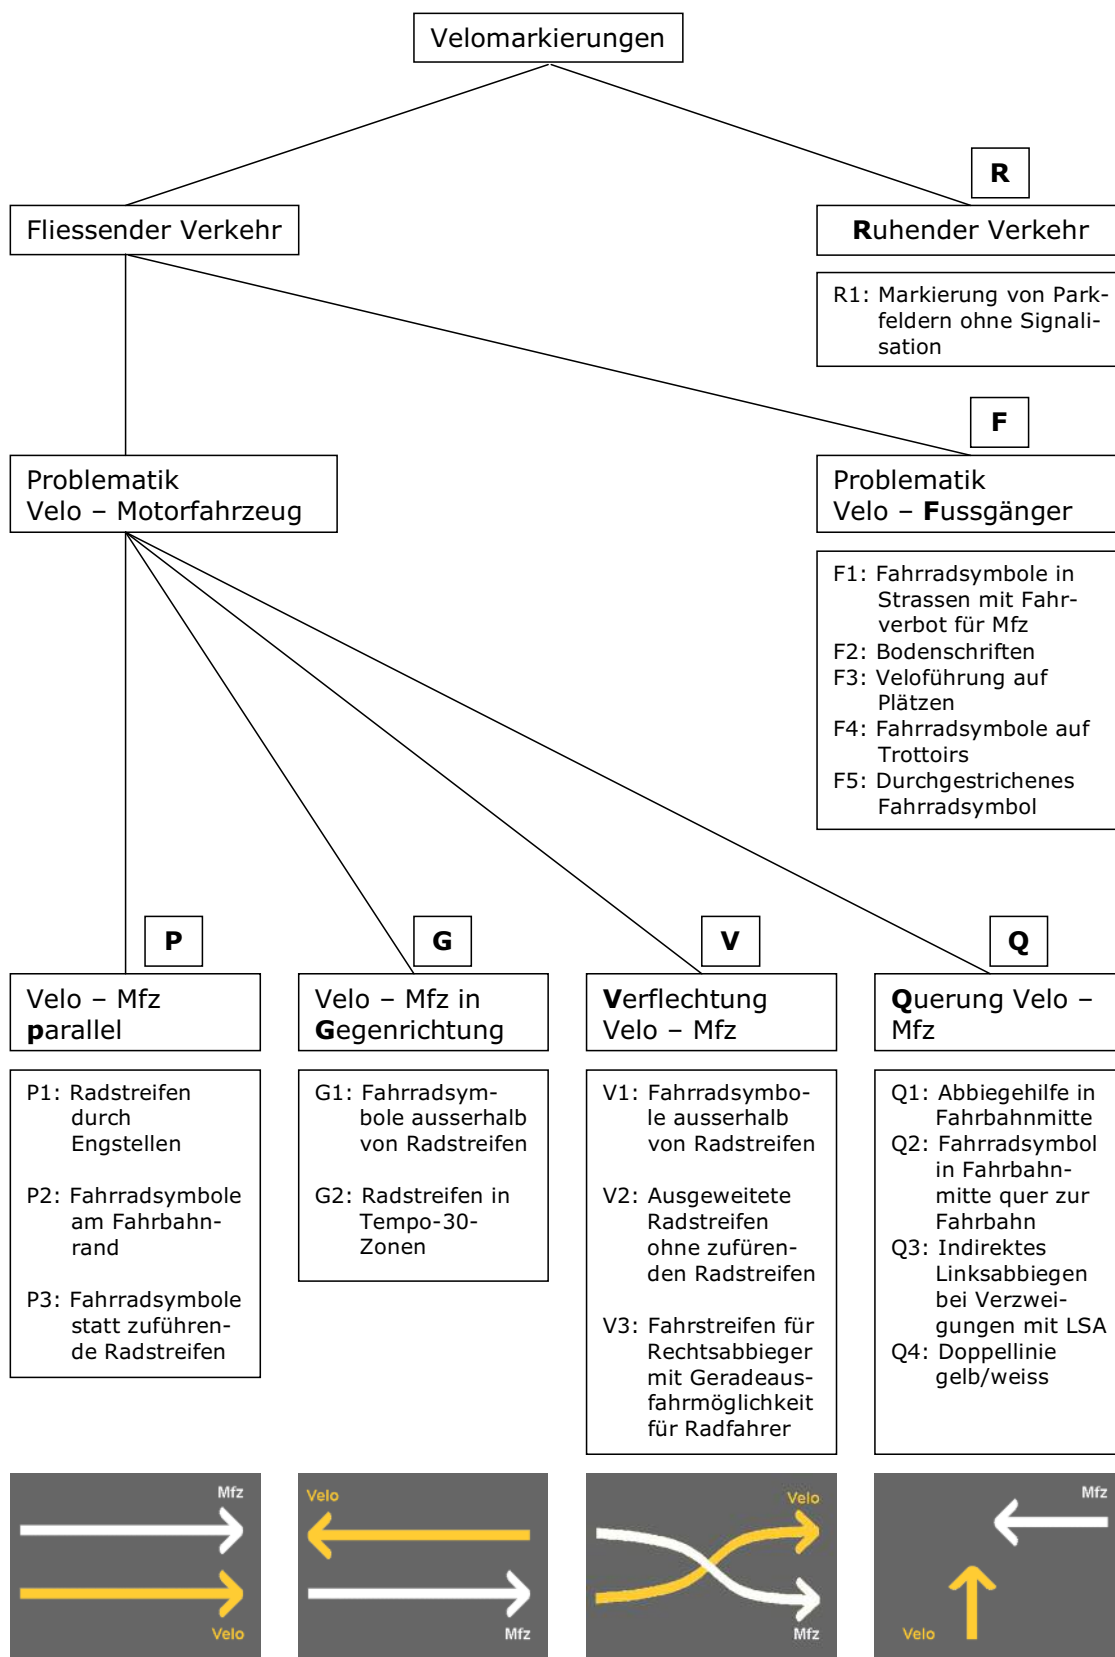 Velomarkierungen
R
Fliessender Verkehr
Ruhender Verkehr
R1: Markierung von Park-
feldern ohne Signali-
sation
F
Problematik
Velo – Motorfahrzeug
Problematik
Velo – Fussgänger
F1: Fahrradsymbole in
Strassen mit Fahr-
verbot für Mfz
F2: Bodenschriften
F3: Veloführung auf
Plätzen
F4: Fahrradsymbole auf
Trottoirs
F5: Durchgestrichenes
Fahrradsymbol
P
G
V
Q
Velo – Mfz
parallel
Velo – Mfz in
Gegenrichtung
Verflechtung
Velo – Mfz
Querung Velo –
Mfz
P1: Radstreifen
durch
Engstellen
P2: Fahrradsymbole
am Fahrbahn-
rand
P3: Fahrradsymbole
statt zuführen-
de Radstreifen
G1: Fahrradsym-
bole ausserhalb
von Radstreifen
G2: Radstreifen in
Tempo-30-
Zonen
V1: Fahrradsymbo-
le ausserhalb
von Radstreifen
V2: Ausgeweitete
Radstreifen
ohne zufüren-
den Radstreifen
V3: Fahrstreifen für
Rechtsabbieger
mit Geradeaus-
fahrmöglichkeit
für Radfahrer
Q1: Abbiegehilfe in
Fahrbahnmitte
Q2: Fahrradsymbol
in Fahrbahn-
mitte quer zur
Fahrbahn
Q3: Indirektes
Linksabbiegen
bei Verzwei-
gungen mit LSA
Q4: Doppellinie
gelb/weiss
Mfz
Velo
Velo
Mfz
Velo
Mfz
Mfz
Velo